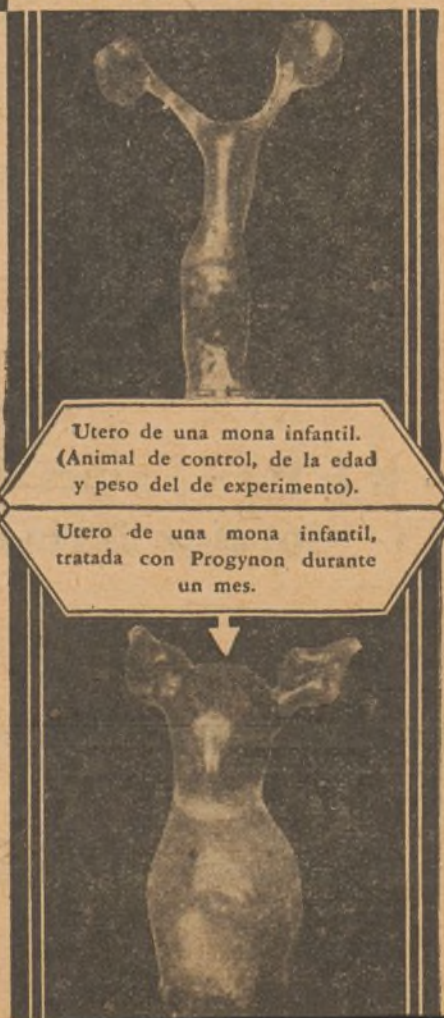 Utero de una mona infantil.
(Animal de control, de la edad
y peso del de experimento).
Utero de una mona infantil,
tratada con Progynon durante
un mes.